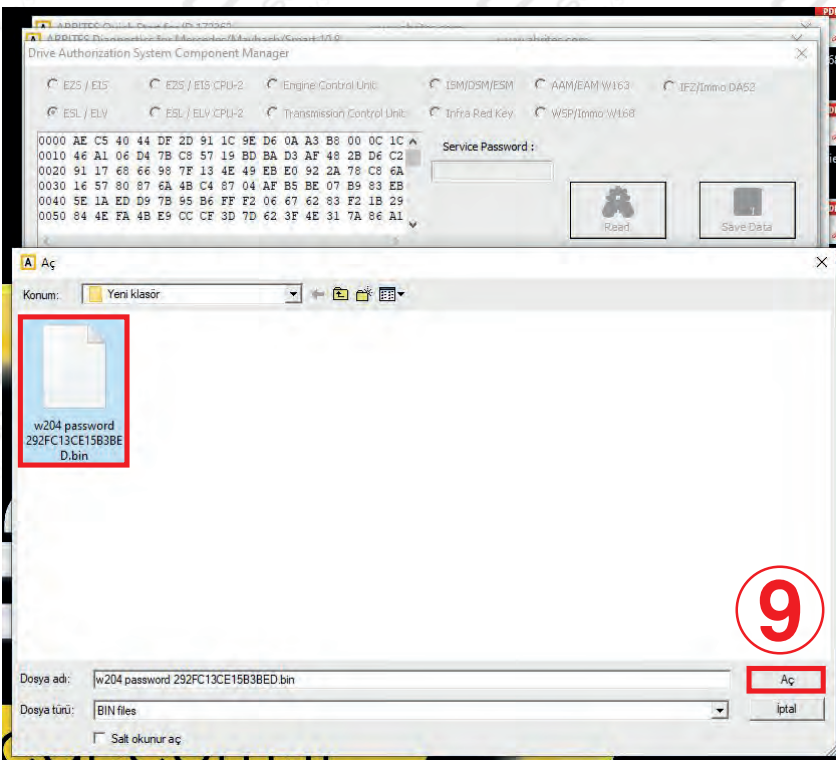 ABRITES Quick Start for ID 172262
ABRITES Diagnostics for Mercedes/Maybach/Smart 10.8 www.abrites.com
Drive Authorization System Component Manager
EZS / EIS EZS / EIS CPU-2 Engine Control Unit ISM/DSM/ESM AAM/EAM W163 IFZ/Immo DAS2
ESL / ELV ESL / ELV CPU-2 Transmission Control Unit Infra Red Key WSP/Immo W168
0000 AE C5 40 44 DF 2D 91 1C 9E D6 0A A3 B8 00 0C 1C
0010 46 A1 06 D4 7B C8 57 19 BD BA D3 AF 48 2B D6 C2
0020 91 17 68 66 98 7F 13 4E 49 EB E0 92 2A 78 C8 6A
0030 16 57 80 87 6A 4B C4 87 04 AF B5 BE 07 B9 83 EB
0040 5E 1A ED D9 7B 95 B6 FF F2 06 67 62 83 F2 1B 29
0050 84 4E FA 4B E9 CC CF 3D 7D 62 3F 4E 31 7A 86 A1
Service Password :
Read Save Data
A Aç
Konum: Yeni klasör
w204 password
292FC13CE15B3BE
D.bin
9
Dosya adı: w204 password 292FC13CE15B3BED.bin Aç
Dosya türü: BIN files İptal
Salt okunur aç